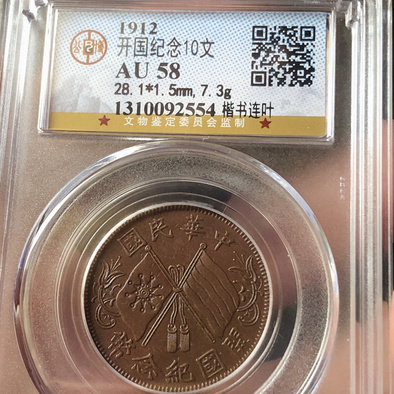 1912
开国纪念10文
AU 58
28.1*1.5mm, 7.3g
1310092554 楷书连叶
★ 文物鉴定委员会监制 ★
國民華中
幣念紀國開